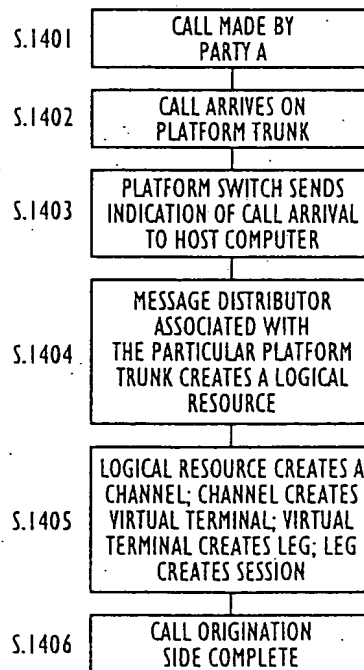 S.1401
CALL MADE BY
PARTY A
S.1402
CALL ARRIVES ON
PLATFORM TRUNK
S.1403
PLATFORM SWITCH SENDS
INDICATION OF CALL ARRIVAL
TO HOST COMPUTER
S.1404
MESSAGE DISTRIBUTOR
ASSOCIATED WITH
THE PARTICULAR PLATFORM
TRUNK CREATES A LOGICAL
RESOURCE
S.1405
LOGICAL RESOURCE CREATES A
CHANNEL; CHANNEL CREATES
VIRTUAL TERMINAL; VIRTUAL
TERMINAL CREATES LEG; LEG
CREATES SESSION
S.1406
CALL ORIGINATION
SIDE COMPLETE